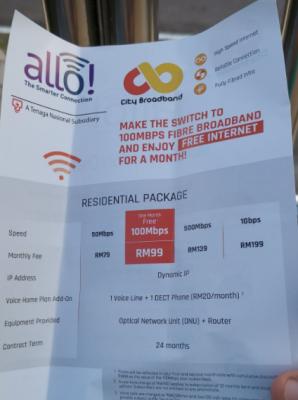 allo!
The Smarter Connection
A Tenaga Nasional Subsidiary
City Broadband
High Speed Internet
Reliable Connection
Fully Fibred Infra
MAKE THE SWITCH TO
100MBPS FIBRE BROADBAND
AND ENJOY FREE INTERNET
FOR A MONTH!
RESIDENTIAL PACKAGE
Speed 50Mbps One Month Free 100Mbps 500Mbps 1Gbps
Monthly Fee RM79 RM99 RM139 RM199
IP Address Dynamic IP
Voice Home Plan Add-On 1 Voice Line + 1 DECT Phone (RM20/month)
Equipment Provided Optical Network Unit (ONU) + Router
Contract Term 24 months